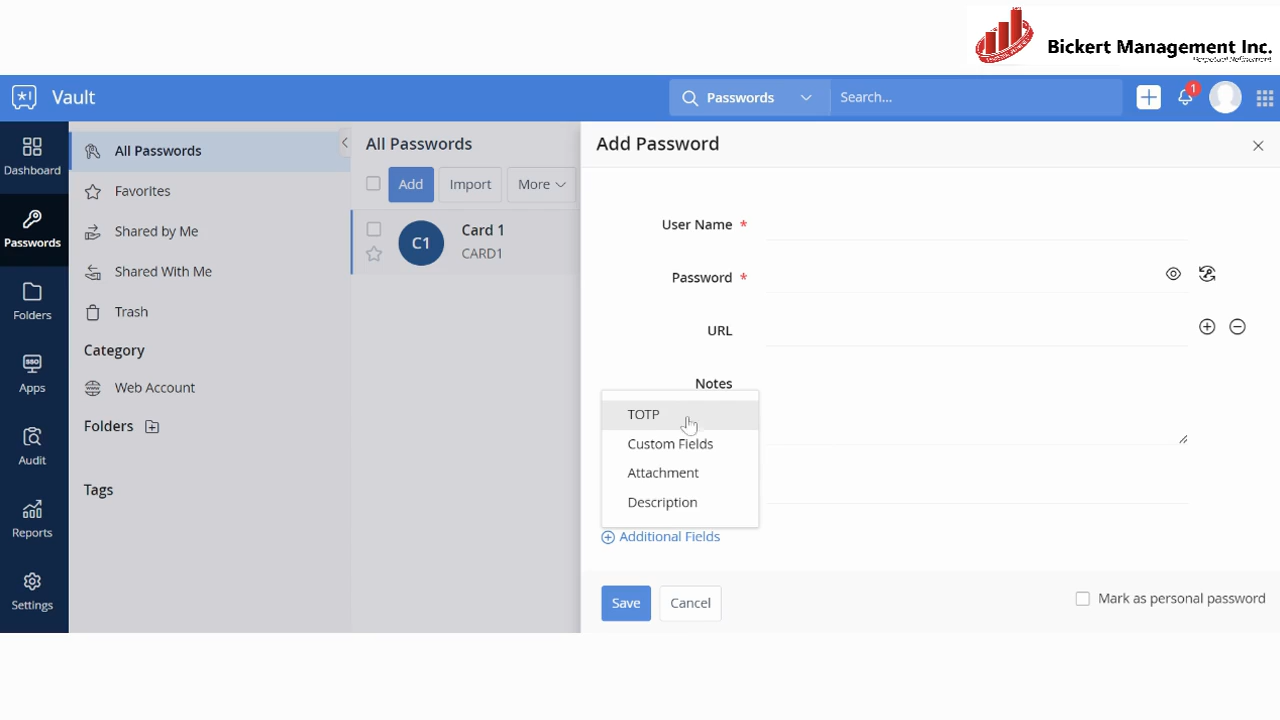 Bickert Management Inc.
Vault
Passwords
Search...
1
Dashboard
Passwords
Folders
Apps
SSO
Audit
Reports
Settings
All Passwords
Favorites
Shared by Me
Shared With Me
Trash
Category
Web Account
Folders
Tags
All Passwords
Add
Import
More
C1
Card 1
CARD1
Add Password
User Name *
Password *
URL
Notes
TOTP
Custom Fields
Attachment
Description
Additional Fields
Save
Cancel
Mark as personal password